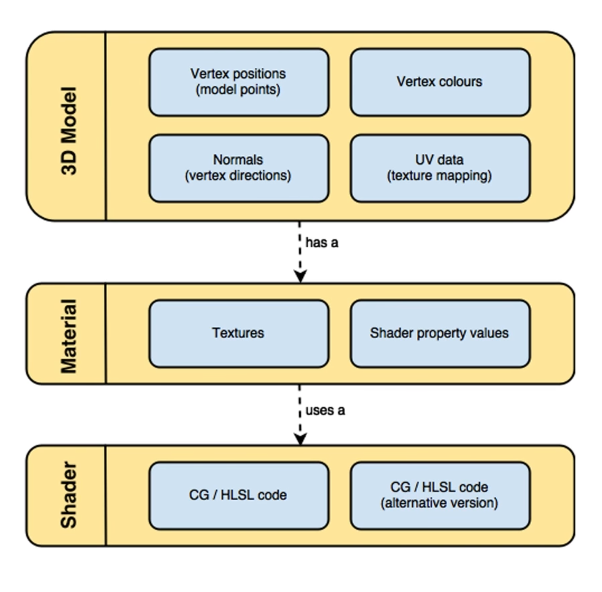 3D Model
Vertex positions
(model points)
Vertex colours
Normals
(vertex directions)
UV data
(texture mapping)
has a
Material
Textures
Shader property values
uses a
Shader
CG / HLSL code
CG / HLSL code
(alternative version)